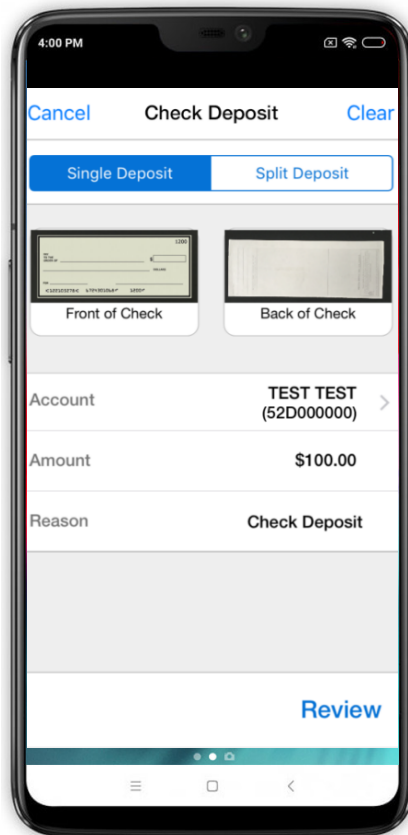 4:00 PM
Cancel Check Deposit Clear
Single Deposit Split Deposit
1200
$
Front of Check Back of Check
Account TEST TEST
(52D000000)
Amount $100.00
Reason Check Deposit
Review